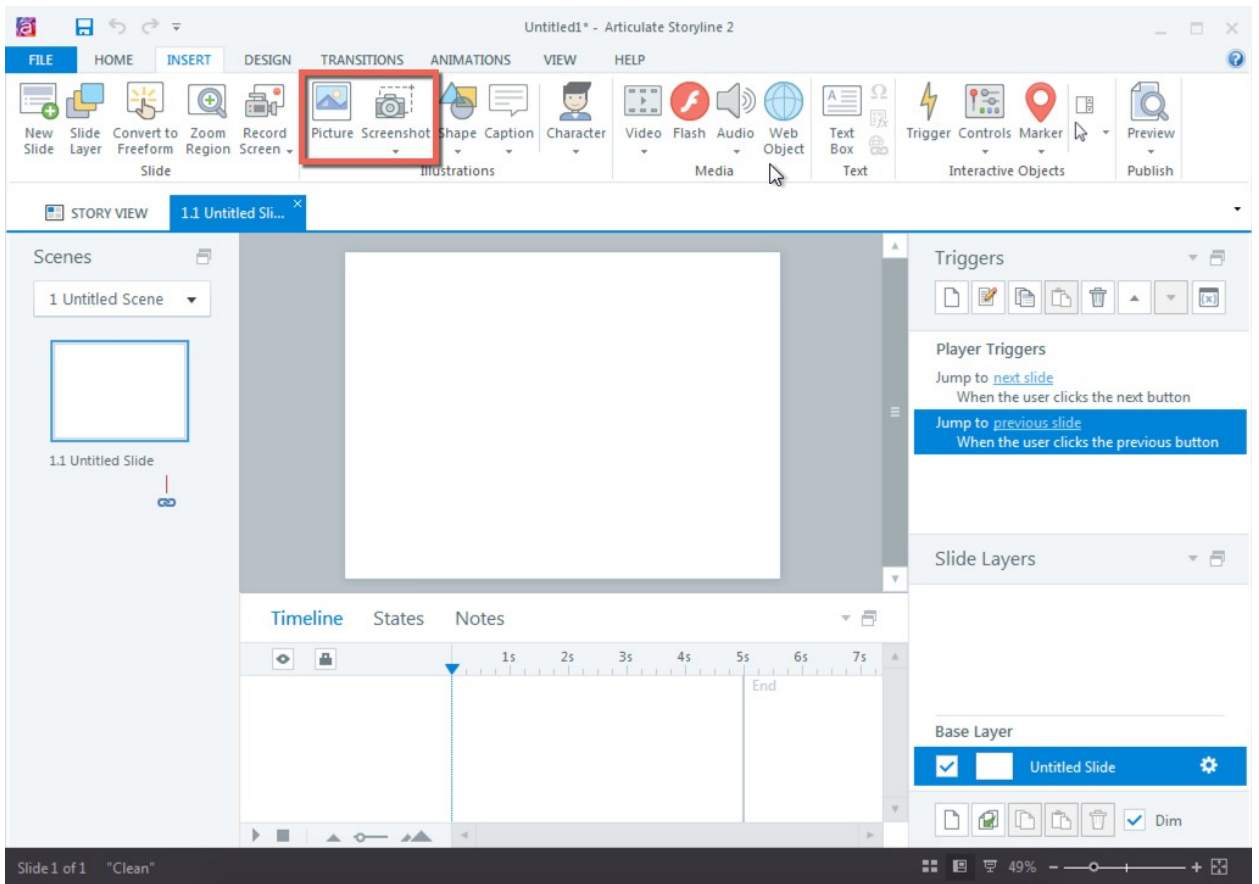 Untitled1* - Articulate Storyline 2
FILE HOME INSERT DESIGN TRANSITIONS ANIMATIONS VIEW HELP
New Slide
Slide Layer
Convert to Freeform
Zoom Region
Record Screen
Picture
Screenshot
Shape
Caption
Character
Video
Flash
Audio
Web Object
Text Box
Trigger
Controls
Marker
Preview
Slide
Illustrations
Media
Text
Interactive Objects
Publish
STORY VIEW
1.1 Untitled Sli...
Scenes
1 Untitled Scene
1.1 Untitled Slide
Triggers
Player Triggers
Jump to next slide
When the user clicks the next button
Jump to previous slide
When the user clicks the previous button
Slide Layers
Timeline States Notes
1s 2s 3s 4s 5s 6s 7s
End
Base Layer
Untitled Slide
Dim
Slide 1 of 1 "Clean"
49%